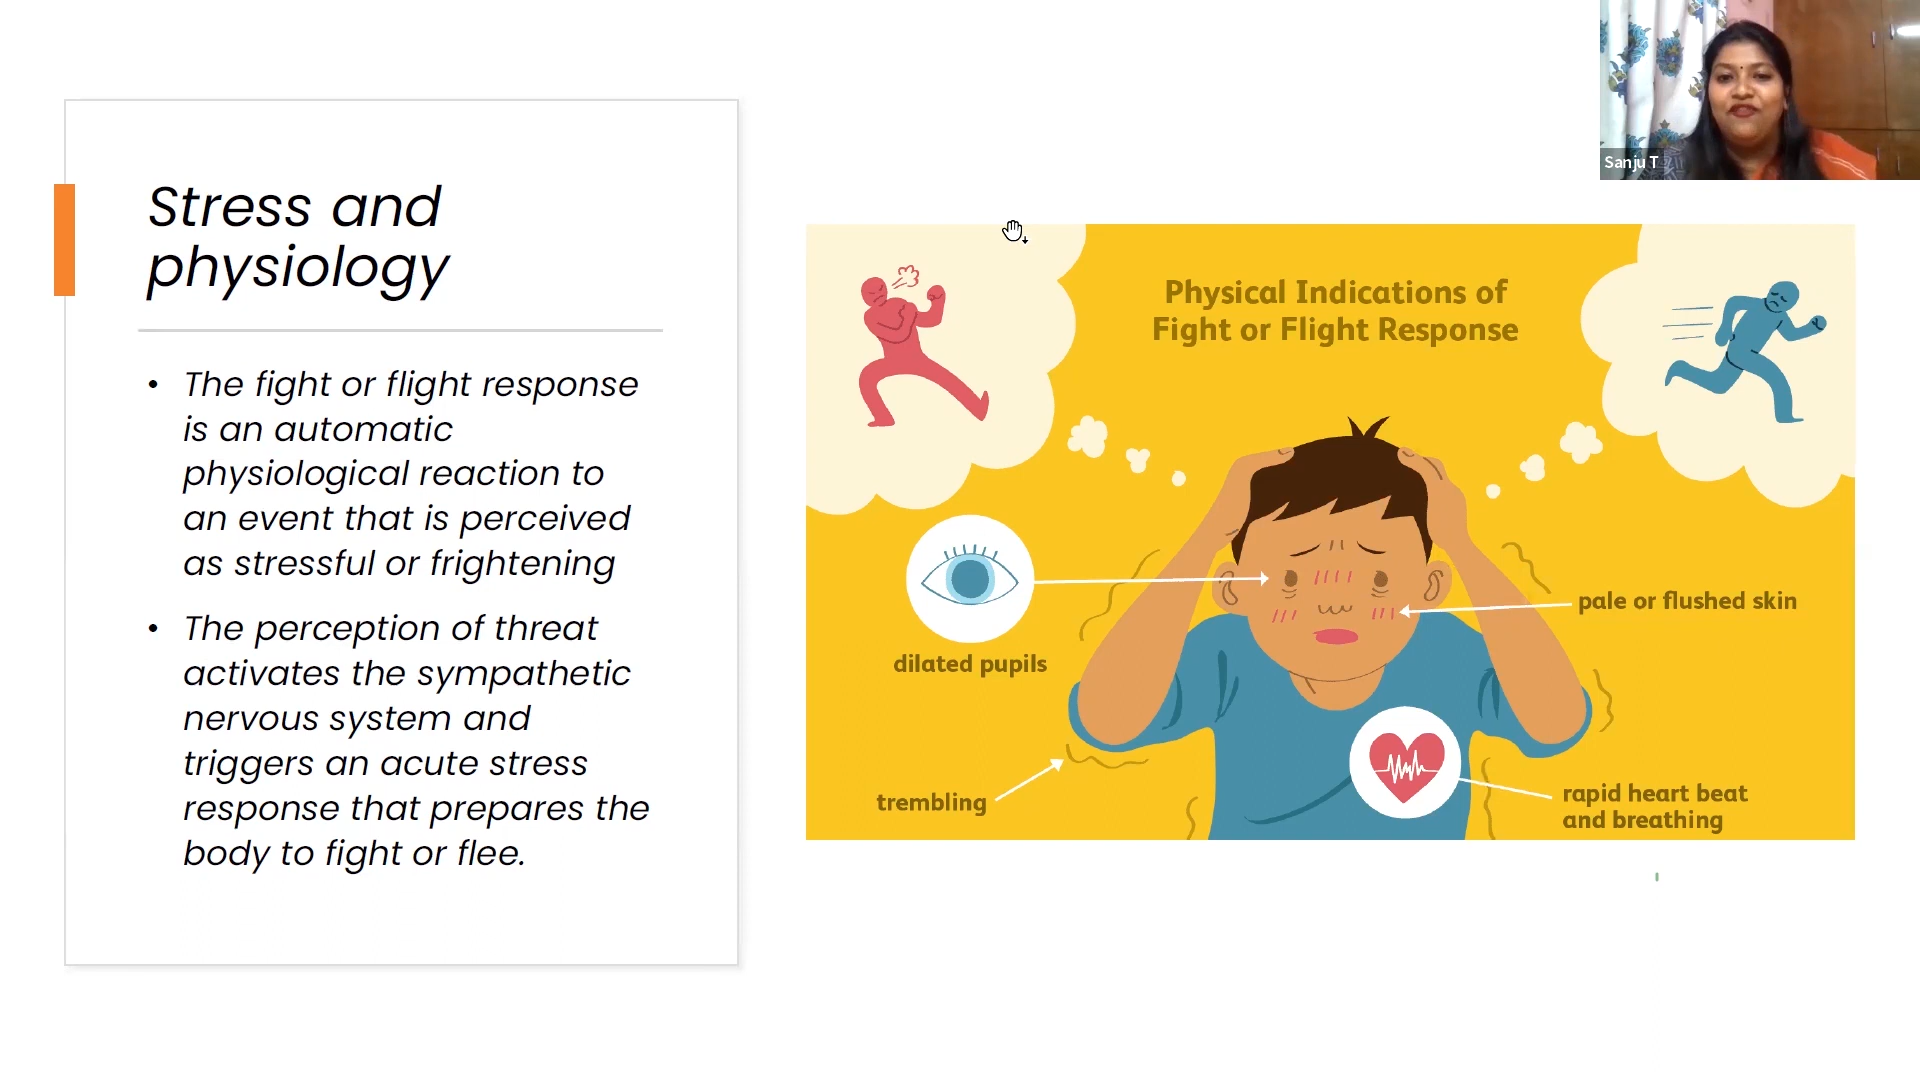 Sanju T
Stress and
physiology
• The fight or flight response
is an automatic
physiological reaction to
an event that is perceived
as stressful or frightening
• The perception of threat
activates the sympathetic
nervous system and
triggers an acute stress
response that prepares the
body to fight or flee.
Physical Indications of
Fight or Flight Response
dilated pupils
pale or flushed skin
trembling
rapid heart beat
and breathing